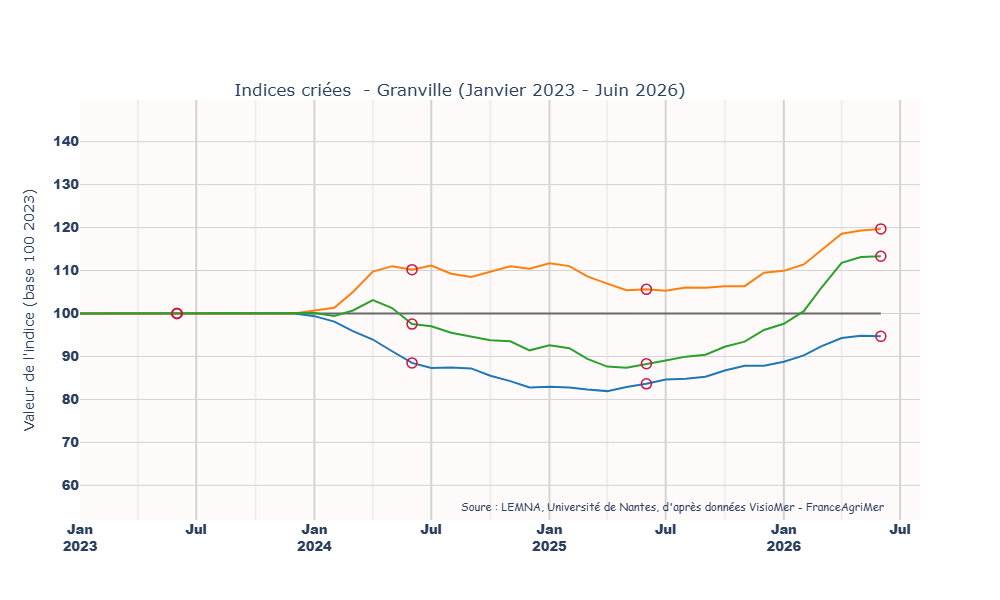 Indices criées  - Granville (Janvier 2023 - Juin 2026)
Valeur de l'indice (base 100 2023)
140
130
120
110
100
90
80
70
60
Soure : LEMNA, Université de Nantes, d'après données VisioMer - FranceAgriMer
Jan
2023
Jul
Jan
2024
Jul
Jan
2025
Jul
Jan
2026
Jul